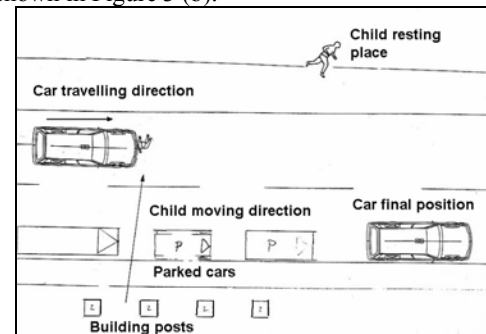 Child resting
place
Car travelling direction
Child moving direction
Car final position
P
P
Parked cars
Building posts